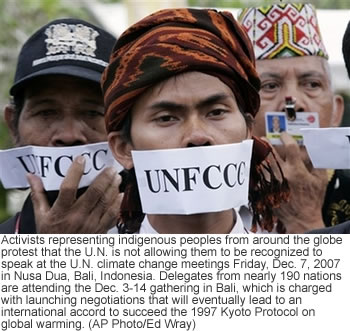 UNFCCC
UNFCCC
UNFCCC
Activists representing indigenous peoples from around the globe
protest that the U.N. is not allowing them to be recognized to
speak at the U.N. climate change meetings Friday, Dec. 7, 2007
in Nusa Dua, Bali, Indonesia. Delegates from nearly 190 nations
are attending the Dec. 3-14 gathering in Bali, which is charged
with launching negotiations that will eventually lead to an
international accord to succeed the 1997 Kyoto Protocol on
global warming. (AP Photo/Ed Wray)